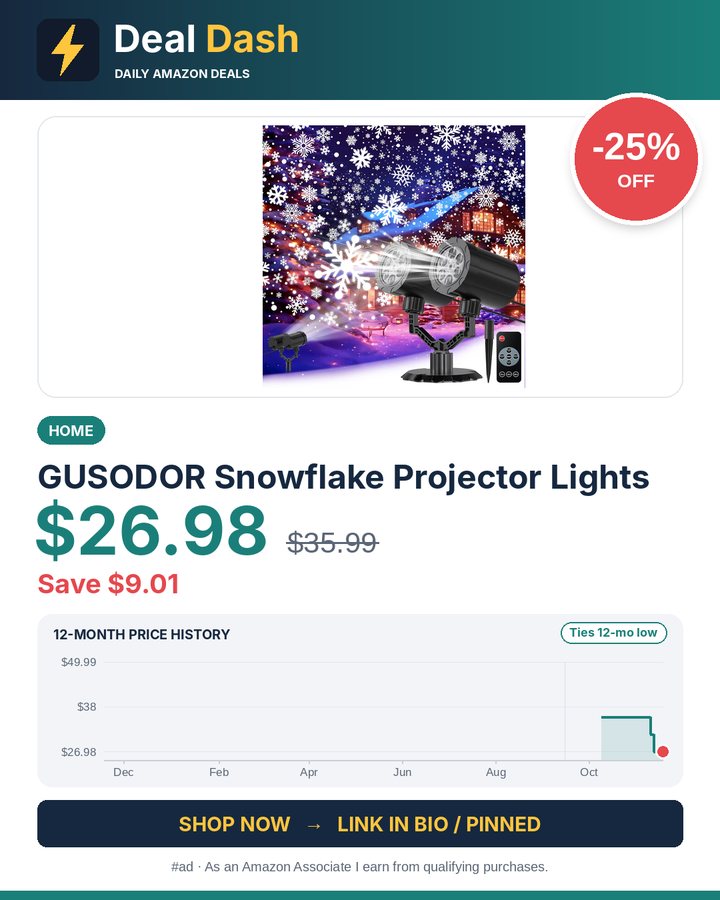 Deal Dash
DAILY AMAZON DEALS
-25%
OFF
HOME
GUSODOR Snowflake Projector Lights
$26.98 $35.99
Save $9.01
12-MONTH PRICE HISTORY
Ties 12-mo low
$49.99
$38
$26.98
Dec Feb Apr Jun Aug Oct
SHOP NOW → LINK IN BIO / PINNED
#ad · As an Amazon Associate I earn from qualifying purchases.